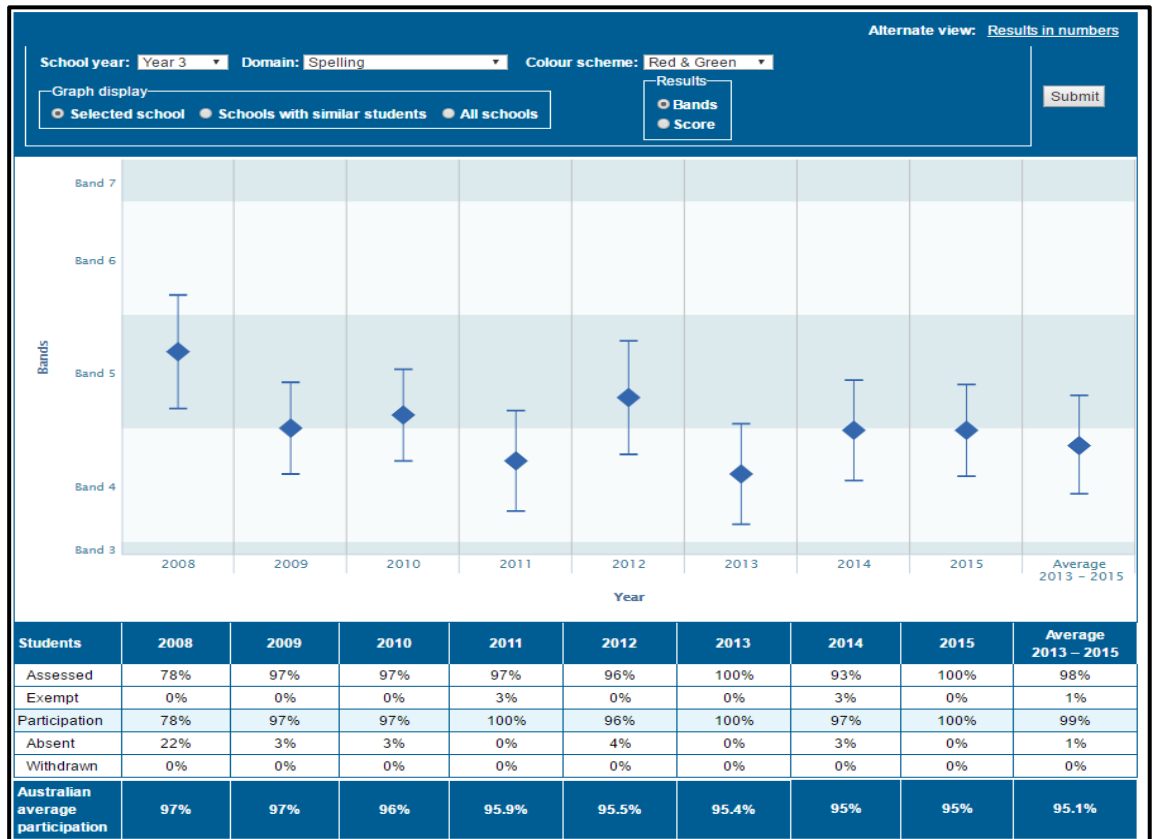 Alternate view: Results in numbers
School year: Year 3 Domain: Spelling Colour scheme: Red & Green
Graph display
Selected school Schools with similar students All schools
Results
Bands
Score
Submit
Band 7
Band 6
Band 5
Band 4
Band 3
Bands
2008 2009 2010 2011 2012 2013 2014 2015 Average
2013 – 2015
Year
Students 2008 2009 2010 2011 2012 2013 2014 2015 Average
2013 – 2015
Assessed 78% 97% 97% 97% 96% 100% 93% 100% 98%
Exempt 0% 0% 0% 3% 0% 0% 3% 0% 1%
Participation 78% 97% 97% 100% 96% 100% 97% 100% 99%
Absent 22% 3% 3% 0% 4% 0% 3% 0% 1%
Withdrawn 0% 0% 0% 0% 0% 0% 0% 0% 0%
Australian
average
participation 97% 97% 96% 95.9% 95.5% 95.4% 95% 95% 95.1%